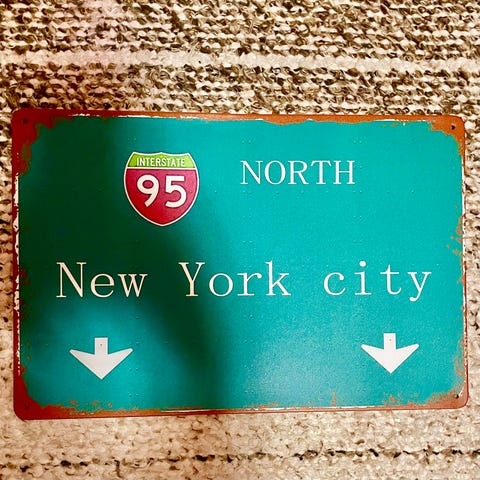 INTERSTATE
95
NORTH
New York city